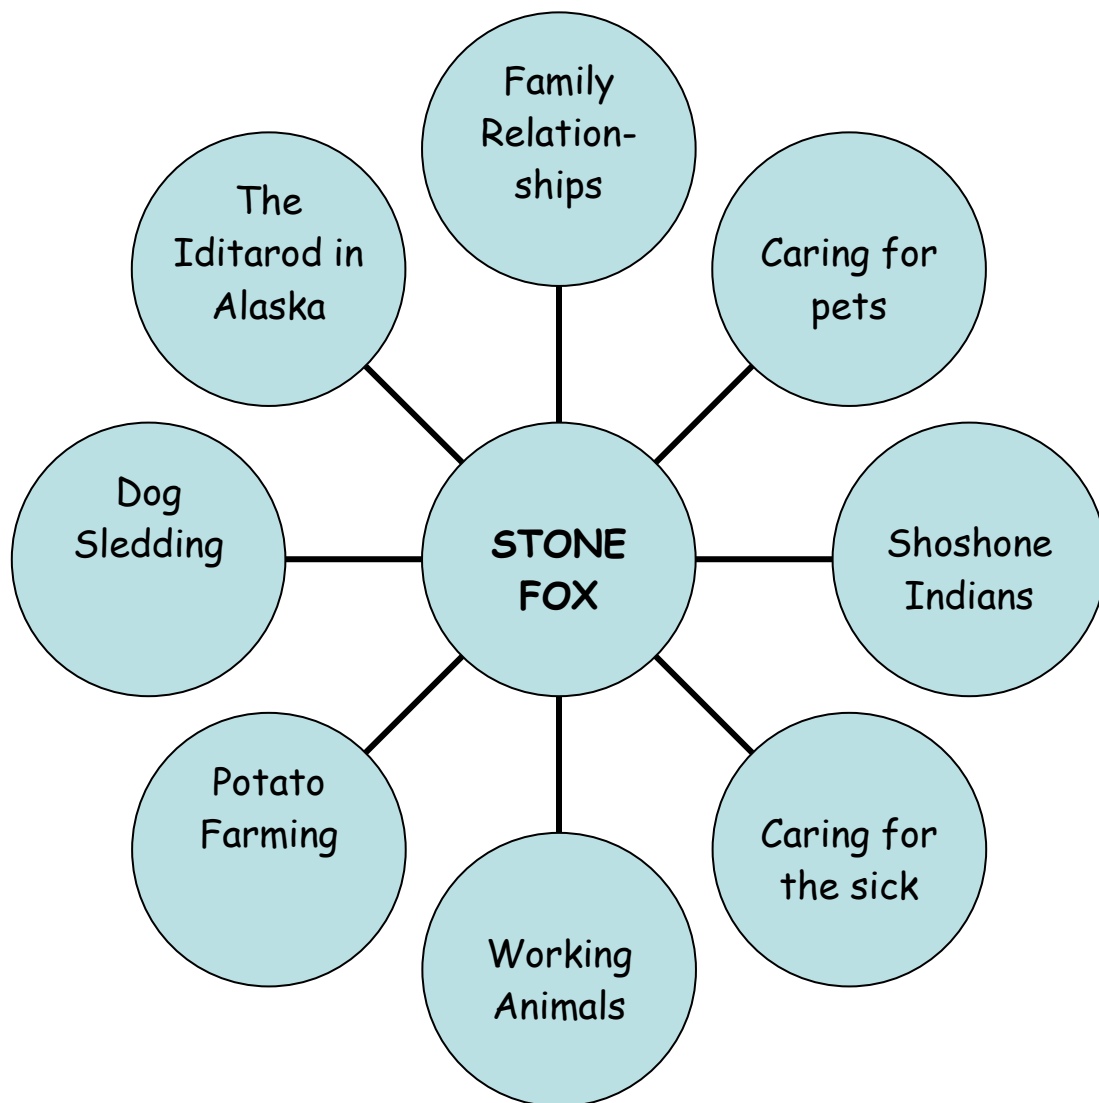 Family
Relation-
ships
The
Iditarod in
Alaska
Caring for
pets
Dog
Sledding
STONE
FOX
Shoshone
Indians
Potato
Farming
Caring for
the sick
Working
Animals